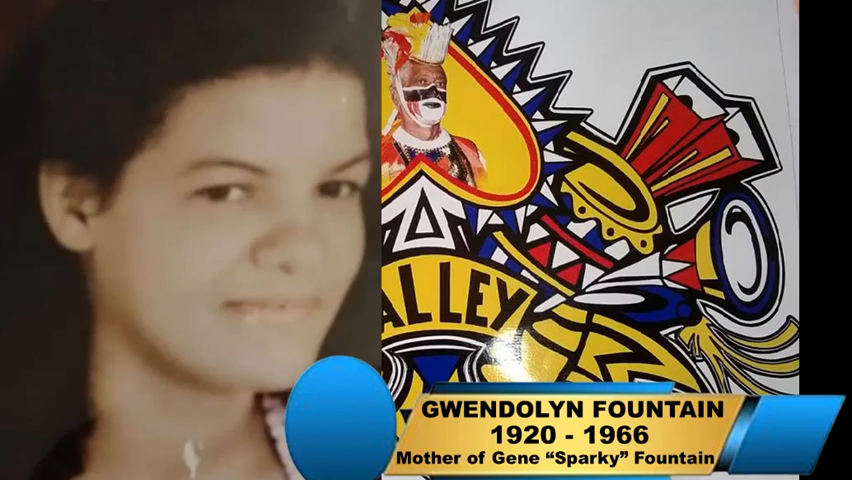 ALLEY
GWENDOLYN FOUNTAIN
1920 - 1966
Mother of Gene “Sparky” Fountain